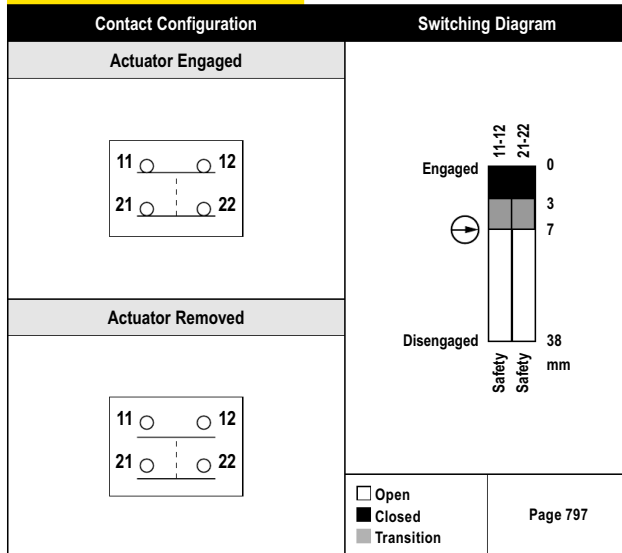 Contact Configuration
Switching Diagram
Actuator Engaged
11 12
21 22
Actuator Removed
11 12
21 22
11-12
21-22
Engaged 0
3
7
Disengaged 38
mm
Safety
Safety
Open
Closed
Transition
Page 797